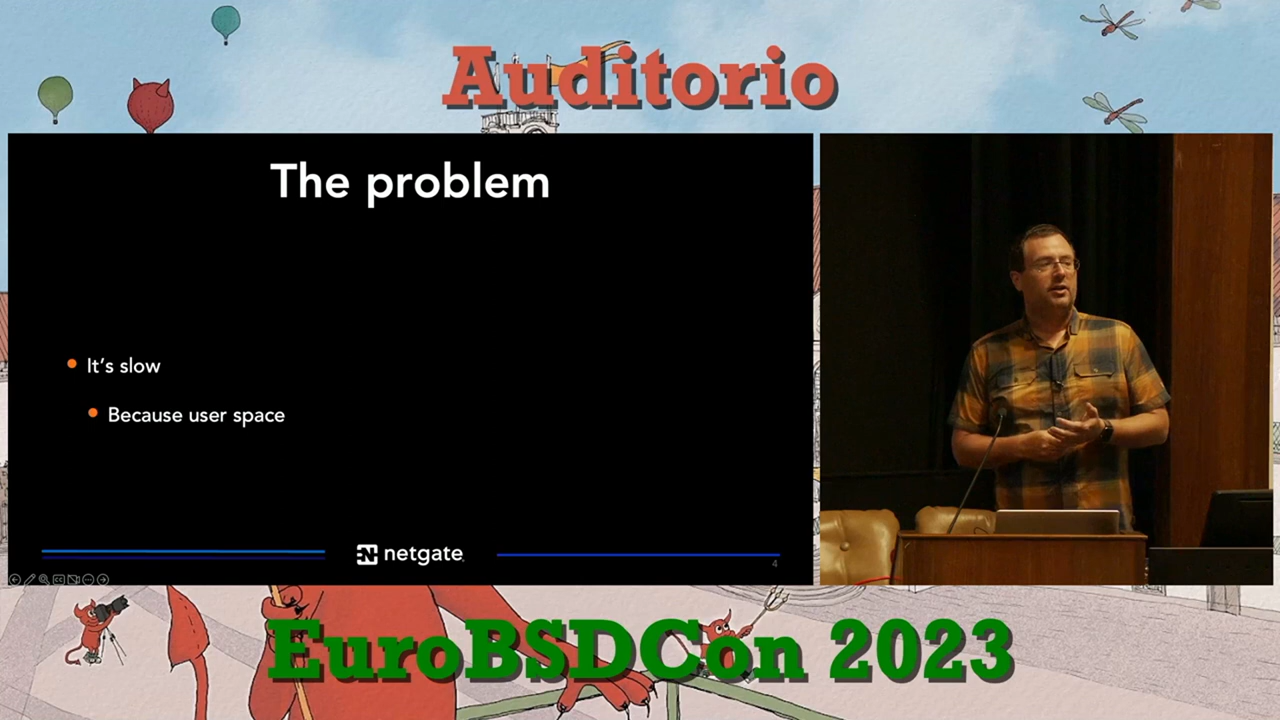 Auditorio
The problem
It's slow
Because user space
netgate
4
EuroBSDCon 2023